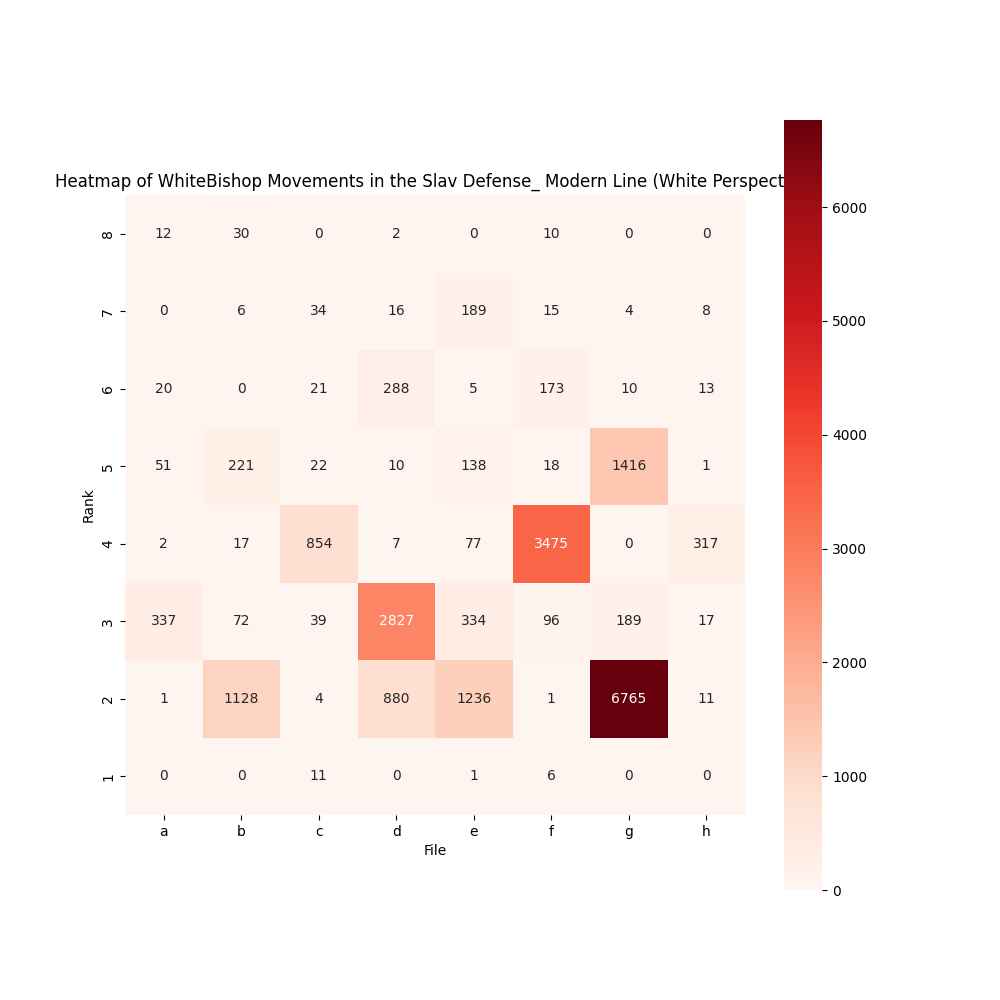 Heatmap of WhiteBishop Movements in the Slav Defense_ Modern Line (White Perspect
8 12 30 0 2 0 10 0 0
7 0 6 34 16 189 15 4 8
6 20 0 21 288 5 173 10 13
5 51 221 22 10 138 18 1416 1
4 2 17 854 7 77 3475 0 317
3 337 72 39 2827 334 96 189 17
2 1 1128 4 880 1236 1 6765 11
1 0 0 11 0 1 6 0 0
a b c d e f g h
File
Rank
6000
5000
4000
3000
2000
1000
0